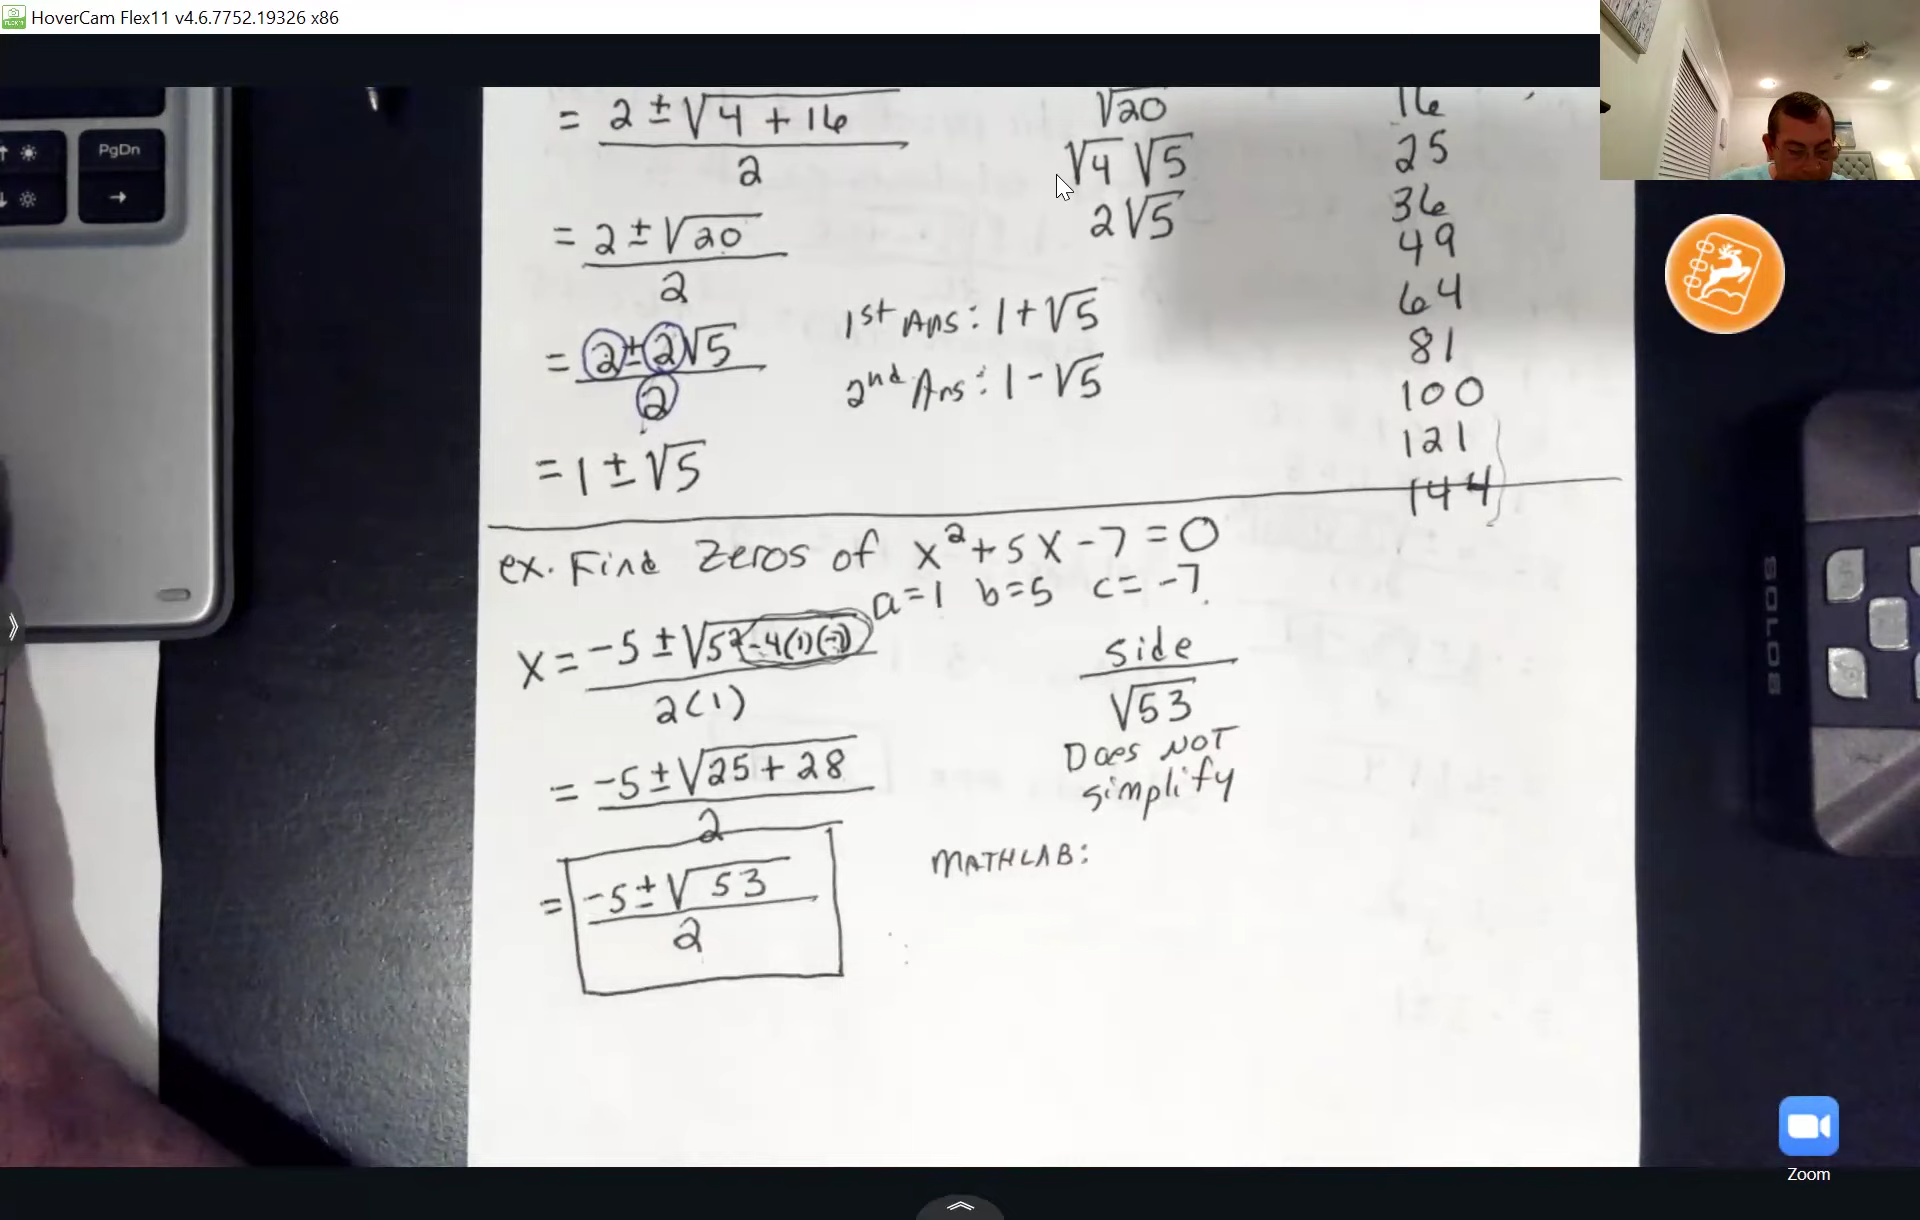 HoverCam Flex11 v4.6.7752.19326 x86
PgDn
= 2 ± √4 + 16
2
= 2 ± √20
2
= 2 ± 2√5
2
= 1 ± √5
√20
√4 √5
2√5
1st Ans: 1 + √5
2nd Ans: 1 - √5
16
25
36
49
64
81
100
121
144
ex. Find Zeros of x² + 5x - 7 = 0
a = 1 b = 5 c = -7
x = -5 ± √5² - 4(1)(-7)
2(1)
= -5 ± √25 + 28
2
= -5 ± √53
2
side
√53
Does NOT
simplify
MATHLAB:
SOLO8
Zoom